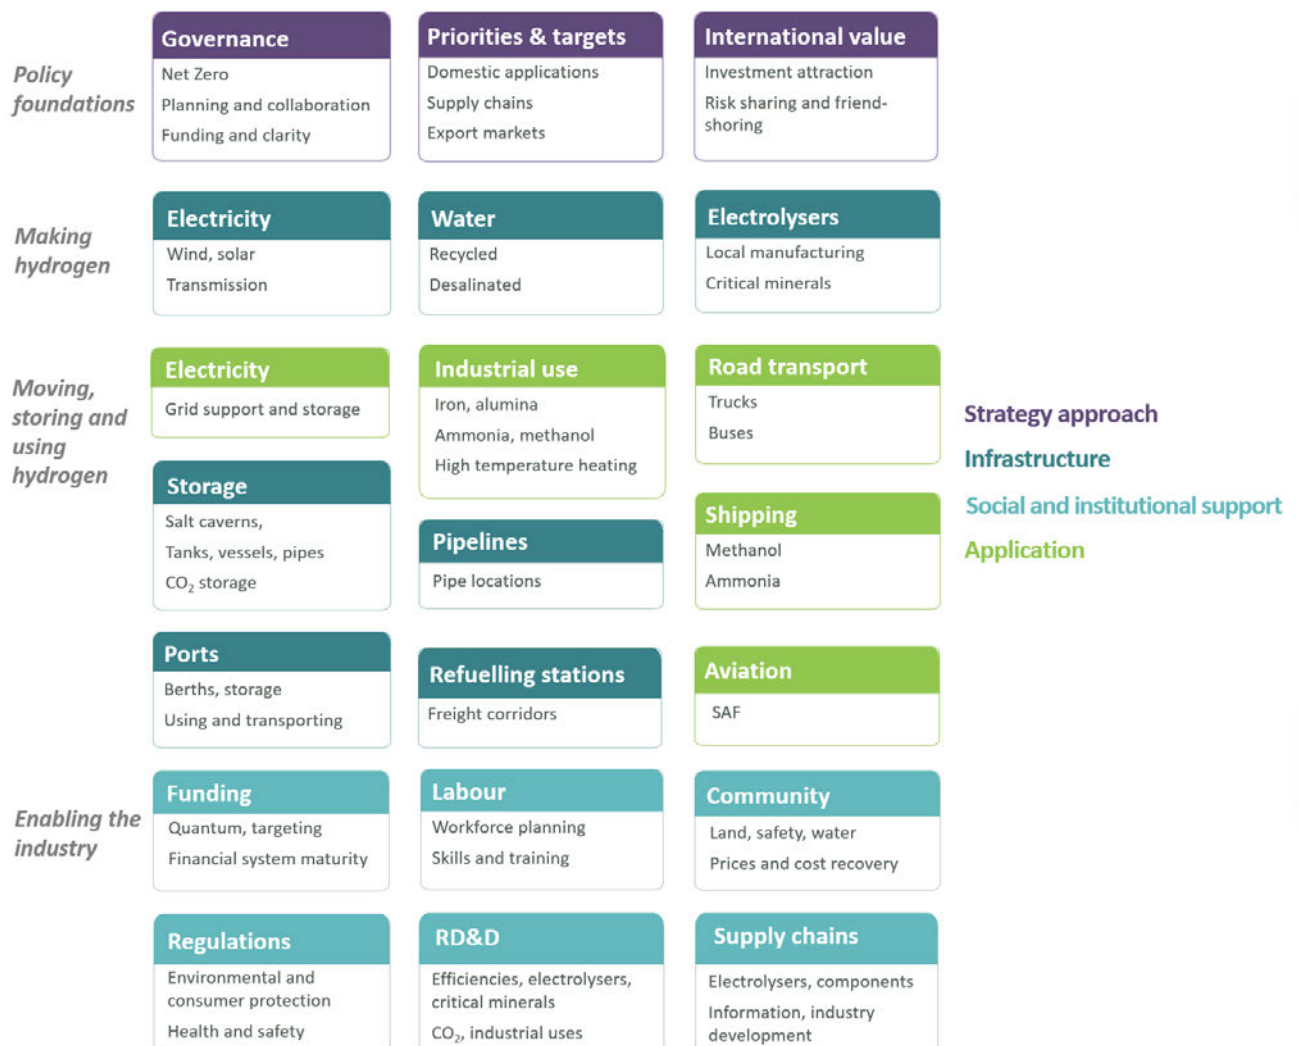 Policy
foundations
Governance
Net Zero
Planning and collaboration
Funding and clarity
Priorities & targets
Domestic applications
Supply chains
Export markets
International value
Investment attraction
Risk sharing and friend-
shoring
Making
hydrogen
Electricity
Wind, solar
Transmission
Water
Recycled
Desalinated
Electrolysers
Local manufacturing
Critical minerals
Moving,
storing and
using
hydrogen
Electricity
Grid support and storage
Industrial use
Iron, alumina
Ammonia, methanol
High temperature heating
Road transport
Trucks
Buses
Storage
Salt caverns,
Tanks, vessels, pipes
CO₂ storage
Pipelines
Pipe locations
Shipping
Methanol
Ammonia
Ports
Berths, storage
Using and transporting
Refuelling stations
Freight corridors
Aviation
SAF
Enabling the
industry
Funding
Quantum, targeting
Financial system maturity
Labour
Workforce planning
Skills and training
Community
Land, safety, water
Prices and cost recovery
Regulations
Environmental and
consumer protection
Health and safety
RD&D
Efficiencies, electrolysers,
critical minerals
CO₂, industrial uses
Supply chains
Electrolysers, components
Information, industry
development
Strategy approach
Infrastructure
Social and institutional support
Application